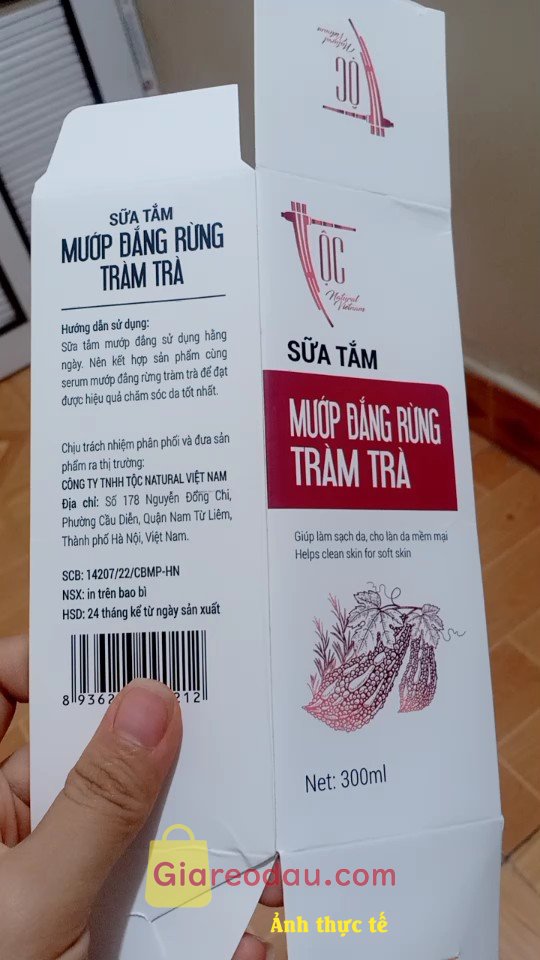 TỘC
Natural
Vietnam
SỮA TẮM
MƯỚP ĐẮNG RỪNG
TRÀM TRÀ
Hướng dẫn sử dụng:
Sữa tắm mướp đắng sử dụng hằng
ngày. Nên kết hợp sản phẩm cùng
serum mướp đắng rừng tràm trà để đạt
được hiệu quả chăm sóc da tốt nhất.
Chịu trách nhiệm phân phối và đưa sản
phẩm ra thị trường:
CÔNG TY TNHH TỘC NATURAL VIỆT NAM
Địa chỉ: Số 178 Nguyễn Đổng Chi,
Phường Cầu Diễn, Quận Nam Từ Liêm,
Thành phố Hà Nội, Việt Nam.
SCB: 14207/22/CBMP-HN
NSX: in trên bao bì
HSD: 24 tháng kể từ ngày sản xuất
TỘC
Natural
Vietnam
SỮA TẮM
MƯỚP ĐẮNG RỪNG
TRÀM TRÀ
Giúp làm sạch da, cho làn da mềm mại
Helps clean skin for soft skin
Net: 300ml
Giareodau.com
Ảnh thực tế